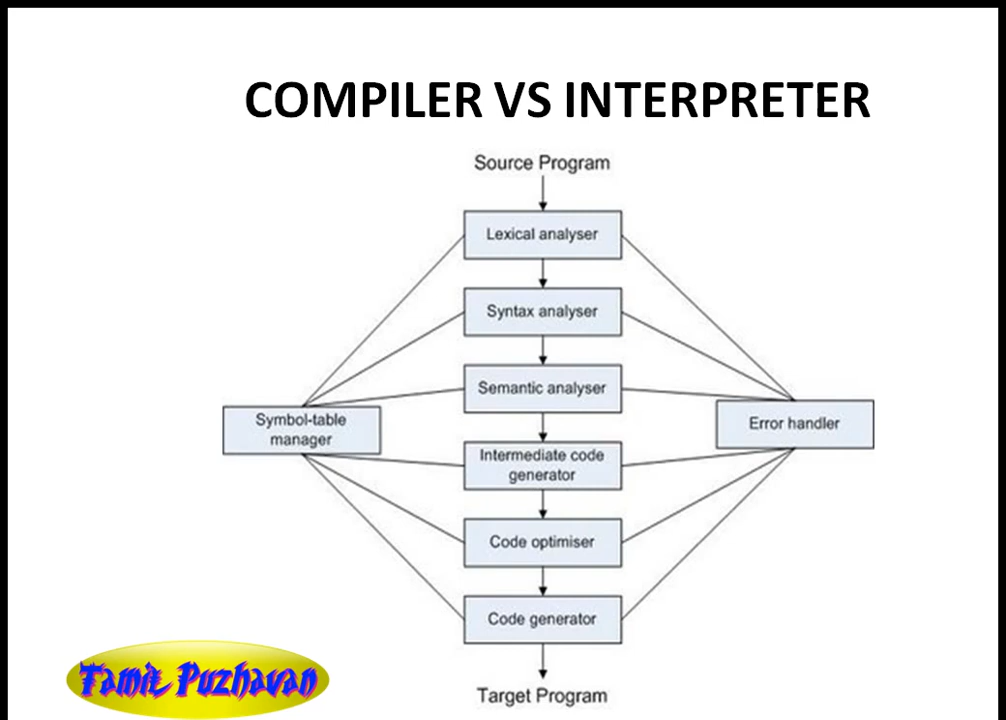 COMPILER VS INTERPRETER
Source Program
Lexical analyser
Syntax analyser
Semantic analyser
Symbol-table
manager
Error handler
Intermediate code
generator
Code optimiser
Code generator
Tamil Puzhavan
Target Program